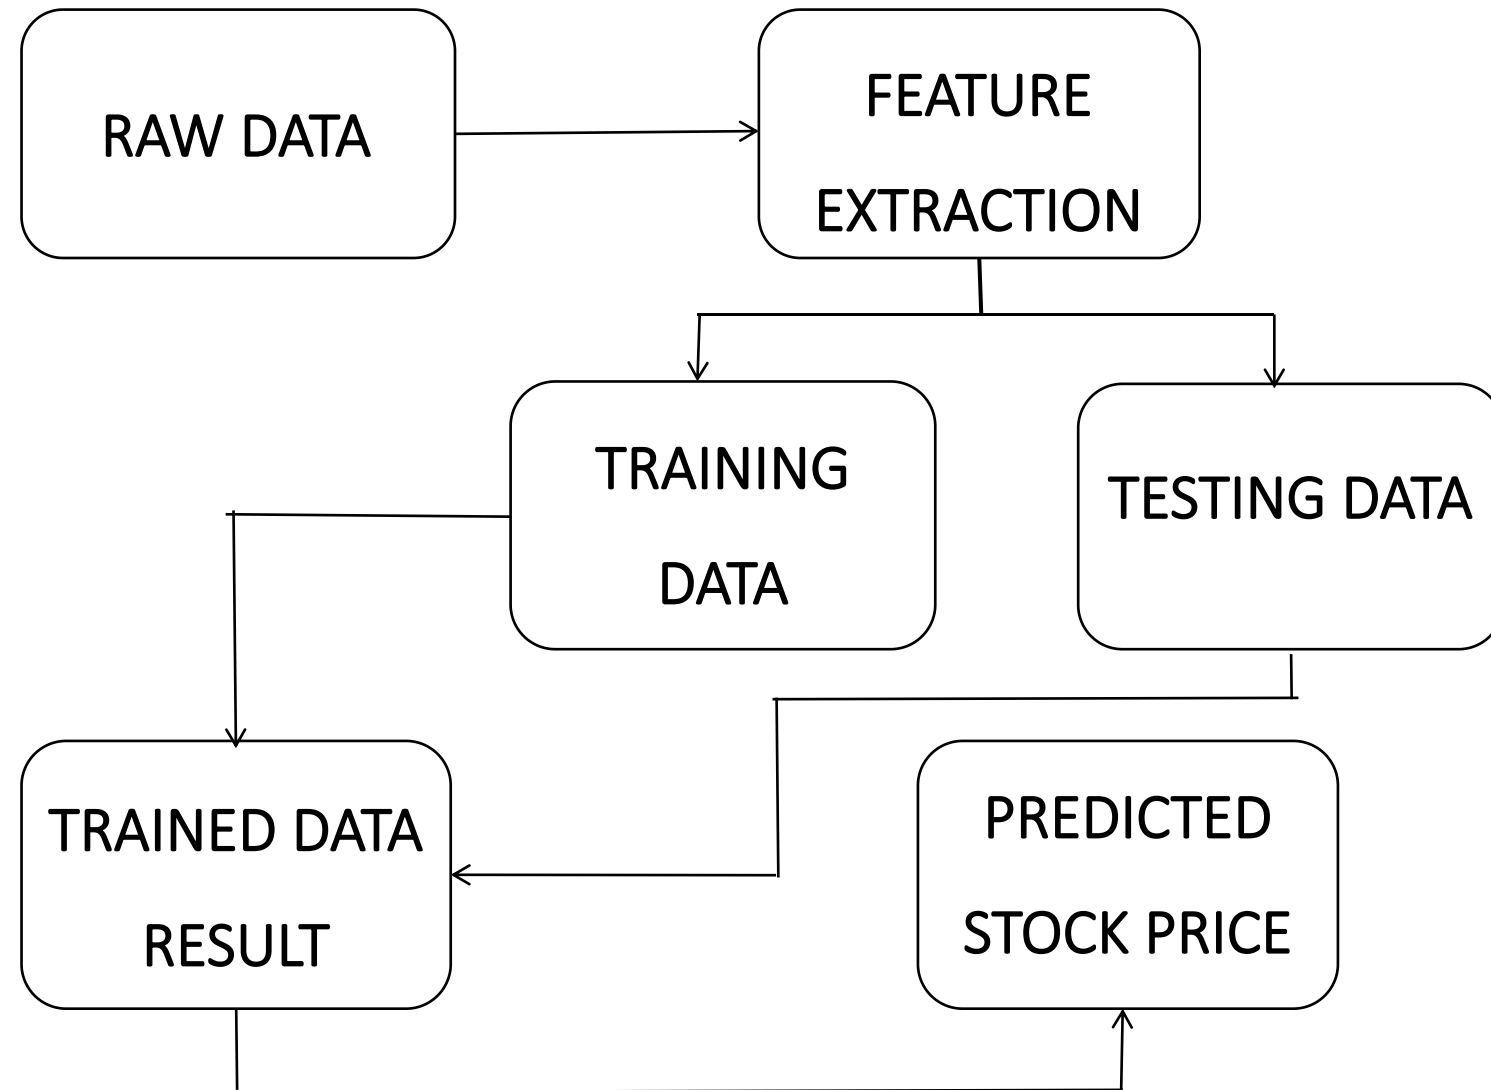 RAW DATA
FEATURE
EXTRACTION
TRAINING
DATA
TESTING DATA
TRAINED DATA
RESULT
PREDICTED
STOCK PRICE